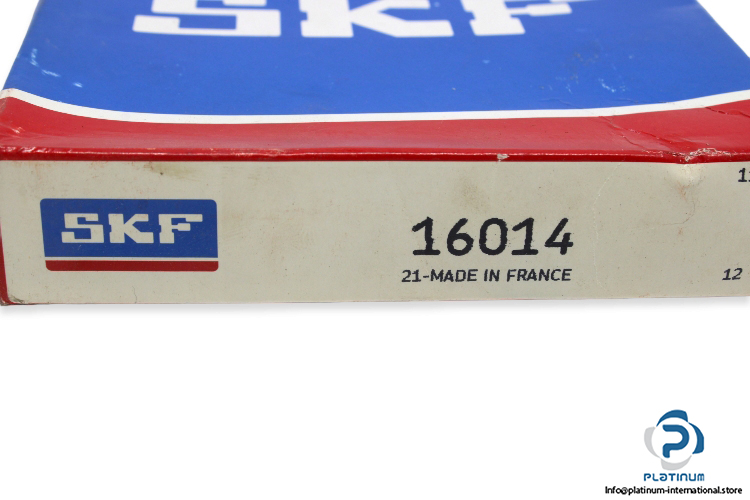 SKF
SKF
16014
21-MADE IN FRANCE
12
PLATINUM
Info@platinum-international.store